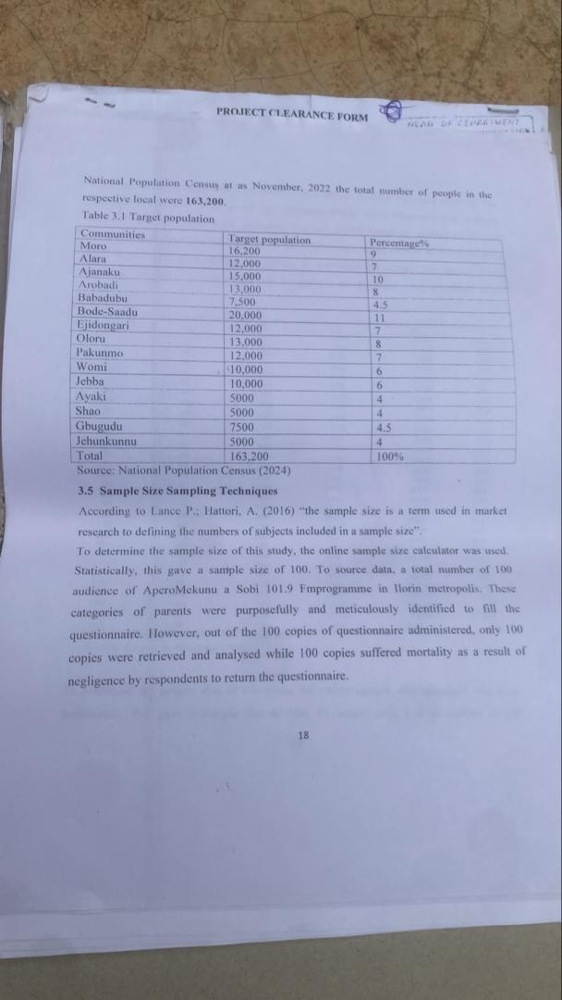 PROJECT CLEARANCE FORM
HEAD OF DEPARTMENT
National Population Census at as November, 2022 the total number of people in the
respective local were 163,200.
Table 3.1 Target population
Communities Target population Percentage%
Moro 16,200 9
Alara 12,000 7
Ajanaku 15,000 10
Arobadi 13,000 8
Babadubu 7,500 4.5
Bode-Saadu 20,000 11
Ejidongari 12,000 7
Oloru 13,000 8
Pakunmo 12,000 7
Womi 10,000 6
Jebba 10,000 6
Ayaki 5000 4
Shao 5000 4
Gbugudu 7500 4.5
Jehunkunnu 5000 4
Total 163,200 100%
Source: National Population Census (2024)
3.5 Sample Size Sampling Techniques
According to Lance P.; Hattori, A. (2016) “the sample size is a term used in market
research to defining the numbers of subjects included in a sample size”.
To determine the sample size of this study, the online sample size calculator was used.
Statistically, this gave a sample size of 100. To source data, a total number of 100
audience of AperoMekunu a Sobi 101.9 Fmprogramme in Ilorin metropolis. These
categories of parents were purposefully and meticulously identified to fill the
questionnaire. However, out of the 100 copies of questionnaire administered, only 100
copies were retrieved and analysed while 100 copies suffered mortality as a result of
negligence by respondents to return the questionnaire.
18